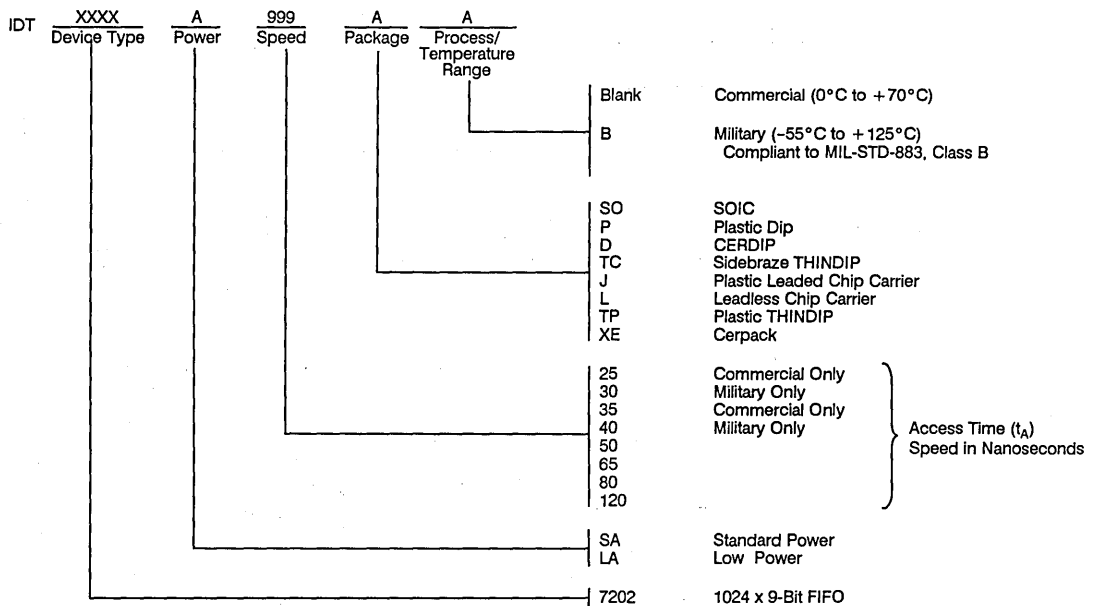 IDT XXXX A 999 A A
Device Type Power Speed Package Process/
Temperature
Range
Blank Commercial (0°C to +70°C)
B Military (–55°C to +125°C)
Compliant to MIL-STD-883, Class B
SO SOIC
P Plastic Dip
D CERDIP
TC Sidebraze THINDIP
J Plastic Leaded Chip Carrier
L Leadless Chip Carrier
TP Plastic THINDIP
XE Cerpack
25 Commercial Only
30 Military Only
35 Commercial Only
40 Military Only
50
65
80
120
Access Time (tA)
Speed in Nanoseconds
SA Standard Power
LA Low Power
7202 1024 x 9-Bit FIFO